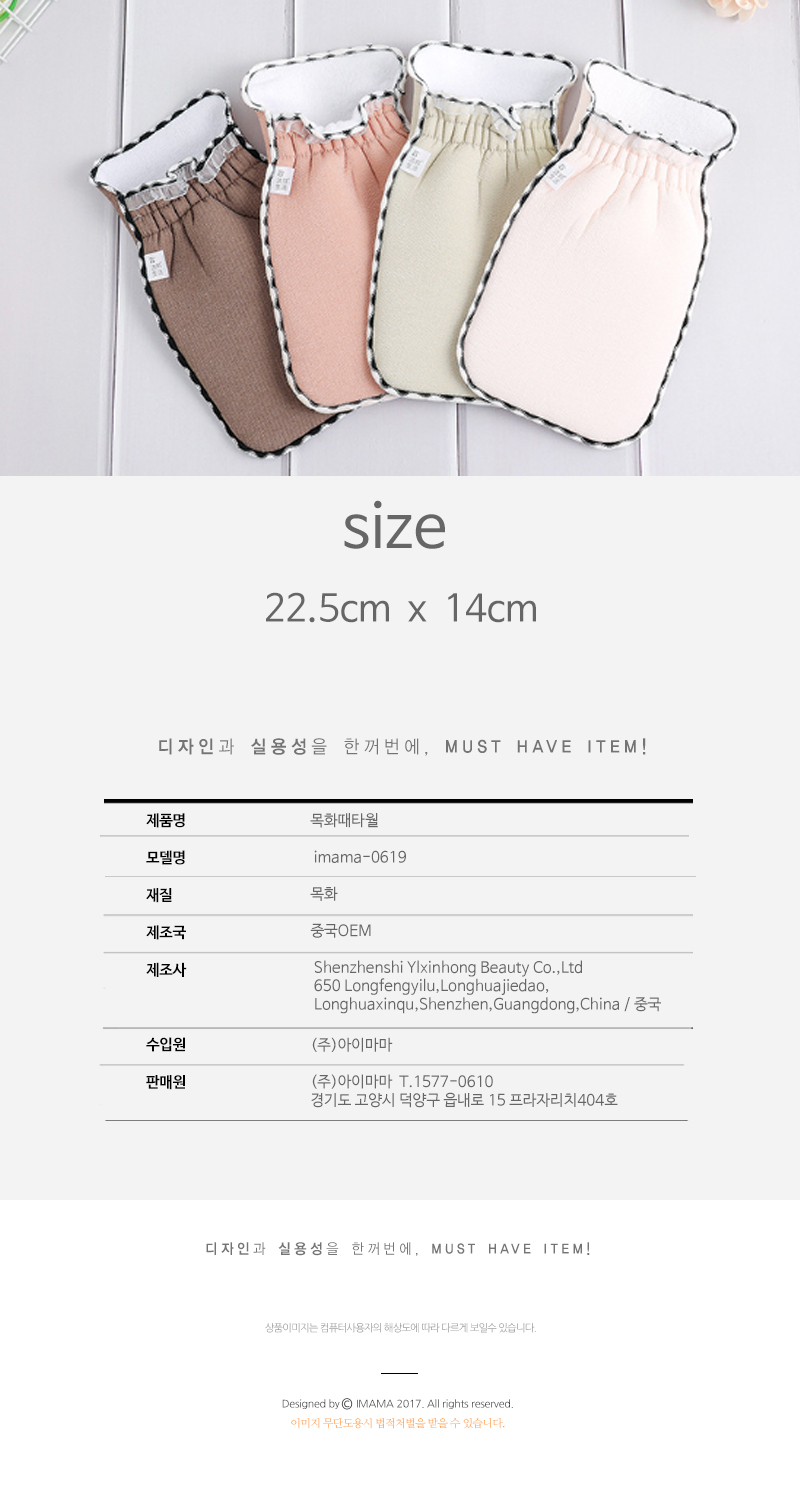 size
22.5cm x 14cm
디자인과 실용성을 한꺼번에, MUST HAVE ITEM!
제품명 목화때타월
모델명 imama-0619
재질 목화
제조국 중국OEM
제조사 Shenzhenshi Ylxinhong Beauty Co.,Ltd
650 Longfengyilu,Longhuajiedao,
Longhuaxinqu,Shenzhen,Guangdong,China / 중국
수입원 (주)아이마마
판매원 (주)아이마마 T.1577-0610
경기도 고양시 덕양구 읍내로 15 프라자리치404호
디자인과 실용성을 한꺼번에, MUST HAVE ITEM!
상품이미지는 컴퓨터사용자의 해상도에 따라 다르게 보일수 있습니다.
Designed by © IMAMA 2017. All rights reserved.
이미지 무단도용시 법적처벌을 받을 수 있습니다.